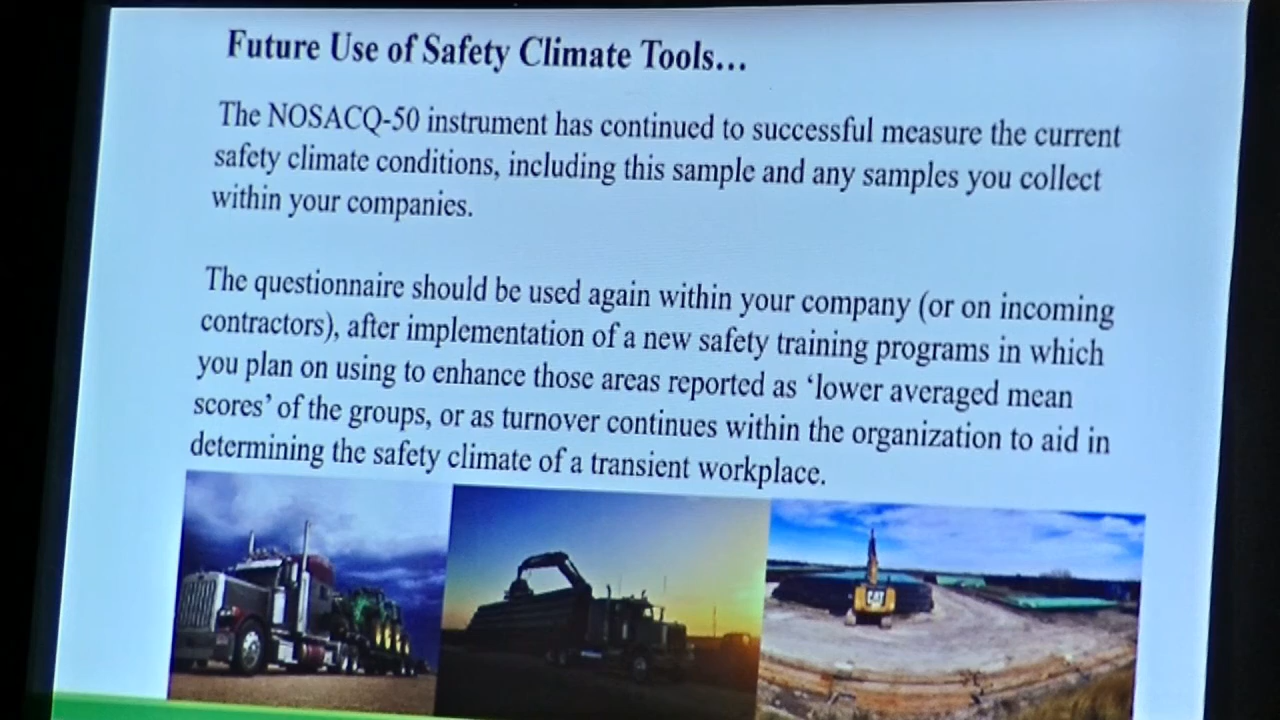 Future Use of Safety Climate Tools...
The NOSACQ-50 instrument has continued to successful measure the current
safety climate conditions, including this sample and any samples you collect
within your companies.
The questionnaire should be used again within your company (or on incoming
contractors), after implementation of a new safety training programs in which
you plan on using to enhance those areas reported as ‘lower averaged mean
scores’ of the groups, or as turnover continues within the organization to aid in
determining the safety climate of a transient workplace.
CAT